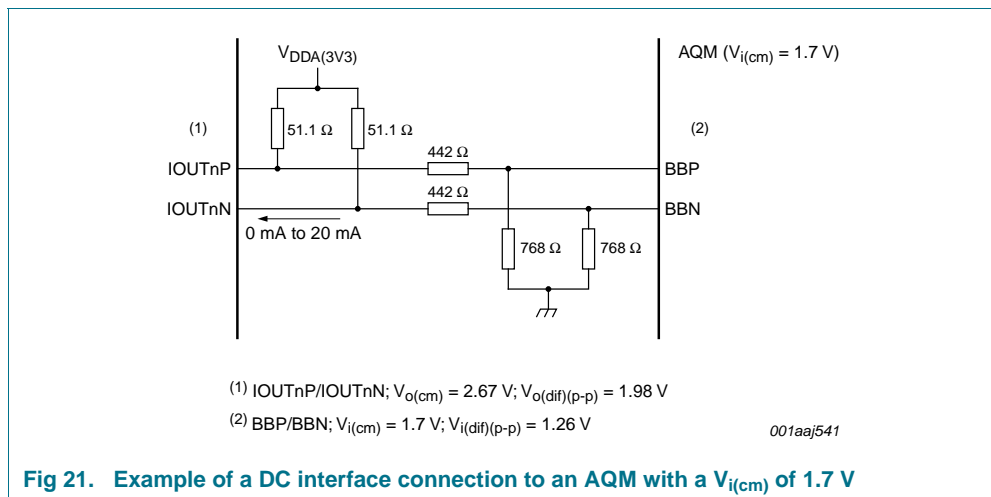 VDDA(3V3)
AQM (Vi(cm) = 1.7 V)
(1)
51.1 Ω
51.1 Ω
(2)
442 Ω
IOUTnP
BBP
442 Ω
IOUTnN
BBN
0 mA to 20 mA
768 Ω
768 Ω
(1) IOUTnP/IOUTnN; Vo(cm) = 2.67 V; Vo(dif)(p-p) = 1.98 V
(2) BBP/BBN; Vi(cm) = 1.7 V; Vi(dif)(p-p) = 1.26 V
001aaj541
Fig 21. Example of a DC interface connection to an AQM with a Vi(cm) of 1.7 V